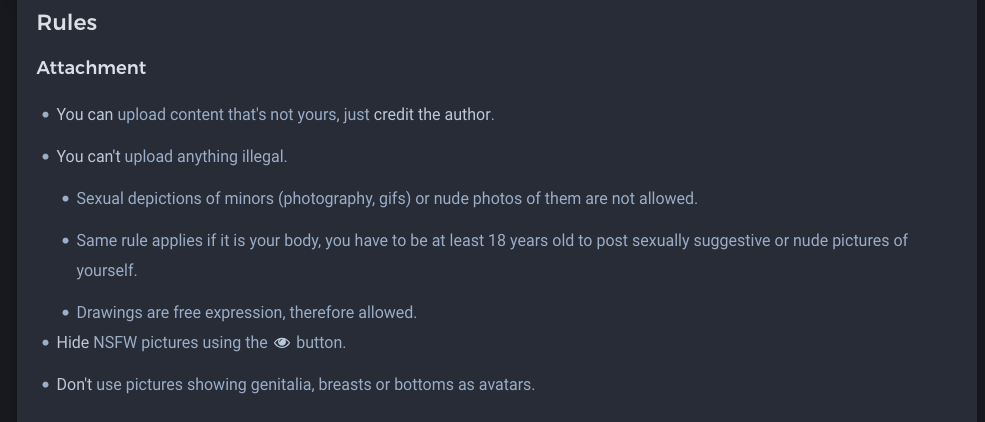 Rules
Attachment
You can upload content that's not yours, just credit the author.
You can't upload anything illegal.
Sexual depictions of minors (photography, gifs) or nude photos of them are not allowed.
Same rule applies if it is your body, you have to be at least 18 years old to post sexually suggestive or nude pictures of
yourself.
Drawings are free expression, therefore allowed.
Hide NSFW pictures using the button.
Don't use pictures showing genitalia, breasts or bottoms as avatars.